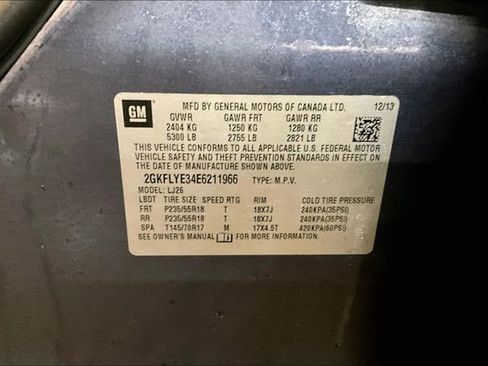 GM
MFD BY GENERAL MOTORS OF CANADA LTD. 12/13
GVWR GAWR FRT GAWR RR
2404 KG 1250 KG 1280 KG
5300 LB 2755 LB 2821 LB
THIS VEHICLE CONFORMS TO ALL APPLICABLE U.S. FEDERAL MOTOR
VEHICLE SAFETY AND THEFT PREVENTION STANDARDS IN EFFECT ON THE
DATE OF MANUFACTURE SHOWN ABOVE.
2GKFLYE34E6211966 TYPE: M.P.V.
MODEL: LJ26
LBDT TIRE SIZE SPEED RTG RIM COLD TIRE PRESSURE
FRT P235/55R18 T 18X7J 240KPA(35PSI)
RR P235/55R18 T 18X7J 240KPA(35PSI)
SPA T145/70R17 M 17X4.5T 420KPA(60PSI)
SEE OWNER'S MANUAL i FOR MORE INFORMATION.